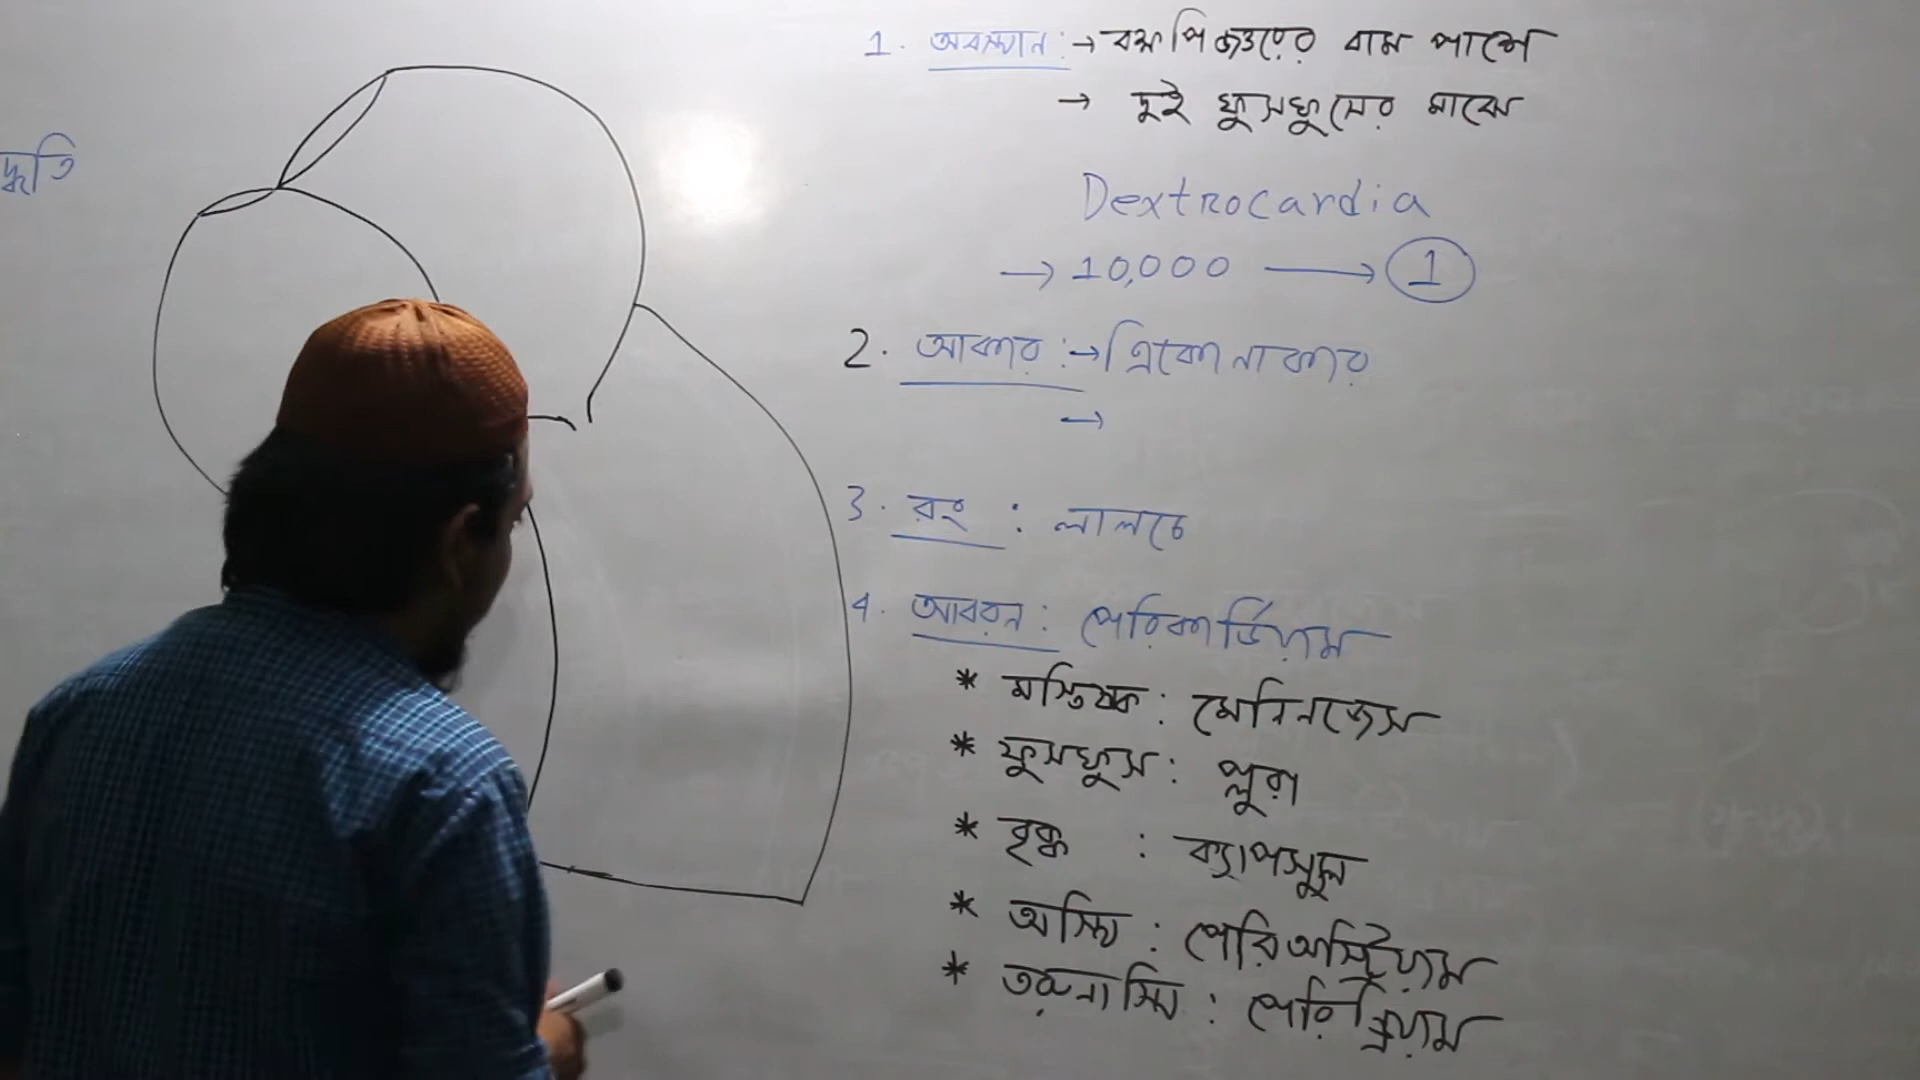 দ্ধতি
1. অবস্থান : → বক্ষপিঞ্জরের বাম পাশে
→ দুই ফুসফুসের মাঝে
Dextrocardia
→ 10,000 → 1
2. আকার : → ত্রিকোনাকার
→
3. রং : লালচে
4. আবরন : পেরিকার্ডিয়াম
* মস্তিষ্ক : মেনিনজেস
* ফুসফুস : প্লুরা
* বৃক্ক : ক্যাপসুল
* অস্থি : পেরিঅস্ট্রিয়াম
* তরুনাস্থি : পেরিকন্ড্রিয়াম